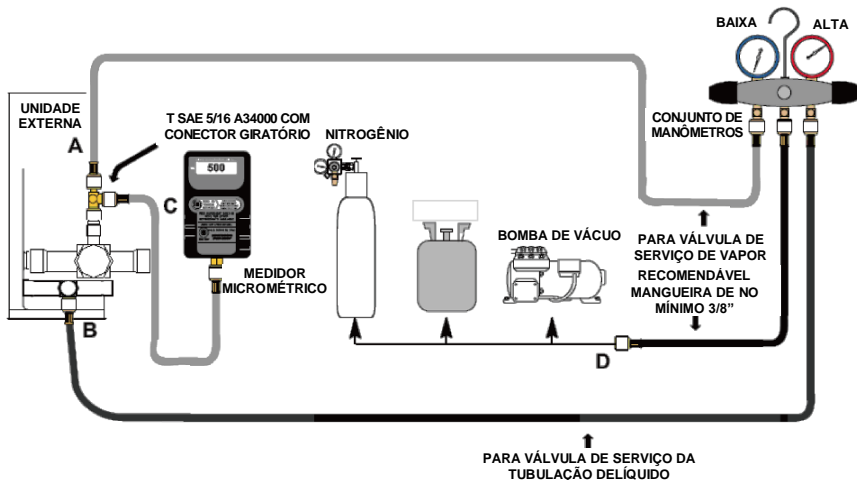 BAIXA
ALTA
UNIDADE
EXTERNA
A
T SAE 5/16 A34000 COM
CONECTOR GIRATÓRIO
NITROGÊNIO
CONJUNTO DE
MANÔMETROS
500
C
BOMBA DE VÁCUO
PARA VÁLVULA DE
SERVIÇO DE VAPOR
RECOMENDÁVEL
MANGUEIRA DE NO
MÍNIMO 3/8”
MEDIDOR
MICROMÉTRICO
B
D
PARA VÁLVULA DE SERVIÇO DA
TUBULAÇÃO DELÍQUIDO